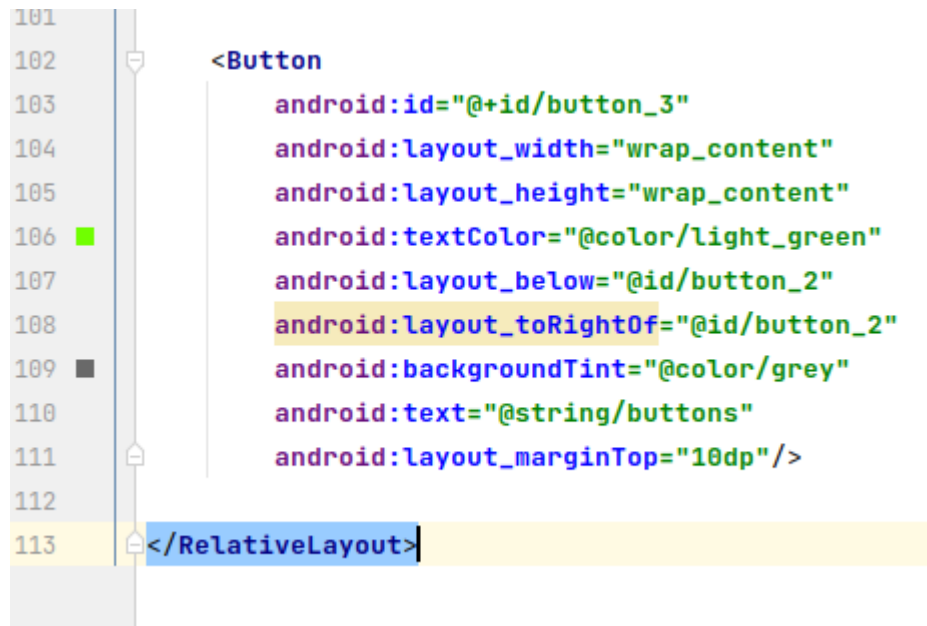 101
102 <Button
103 android:id="@+id/button_3"
104 android:layout_width="wrap_content"
105 android:layout_height="wrap_content"
106 android:textColor="@color/light_green"
107 android:layout_below="@id/button_2"
108 android:layout_toRightOf="@id/button_2"
109 android:backgroundTint="@color/grey"
110 android:text="@string/buttons"
111 android:layout_marginTop="10dp"/>
112
113 </RelativeLayout>